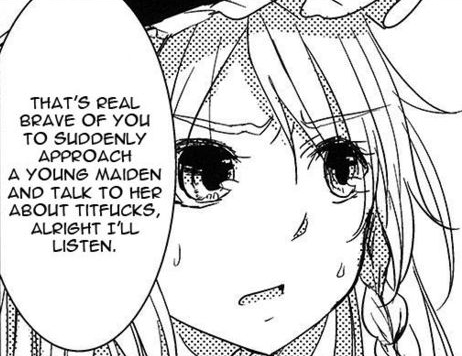 THAT'S REAL
BRAVE OF YOU
TO SUDDENLY
APPROACH
A YOUNG MAIDEN
AND TALK TO HER
ABOUT TITFUCKS,
ALRIGHT I'LL
LISTEN.